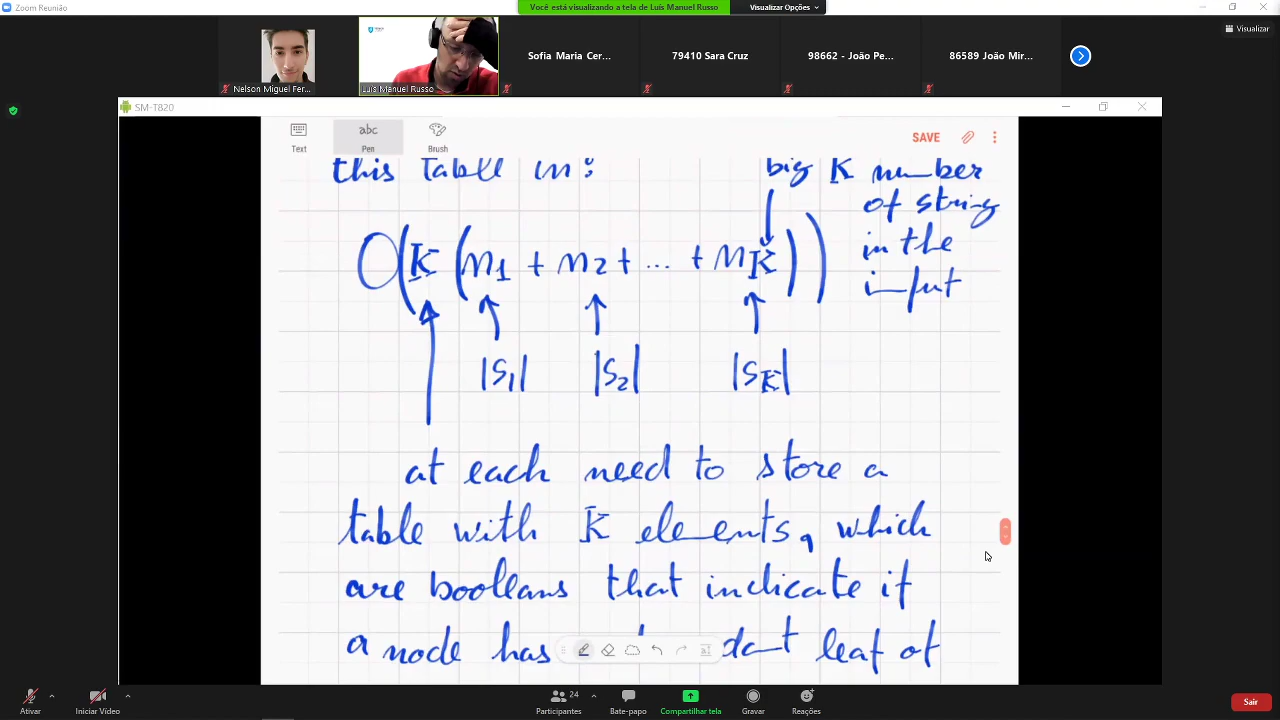 Zoom Reunião
Você está visualizando a tela de Luís Manuel Russo
Visualizar Opções
Visualizar
Nelson Miguel Fer...
Luís Manuel Russo
Sofia Maria Cer...
79410 Sara Cruz
98662 - João Pe...
86589 João Mir...
SM-T820
Text
abc
Pen
Brush
SAVE
this table in?
big K number
of string
in the
input
O(K(n1 + n2 + ... + nK))
|S1| |S2| |SK|
at each need to store a
table with K elements, which
are booleans that indicate if
a node has
leaf of
Ativar
Iniciar Vídeo
24
Participantes
Bate-papo
Compartilhar tela
Gravar
Reações
Sair